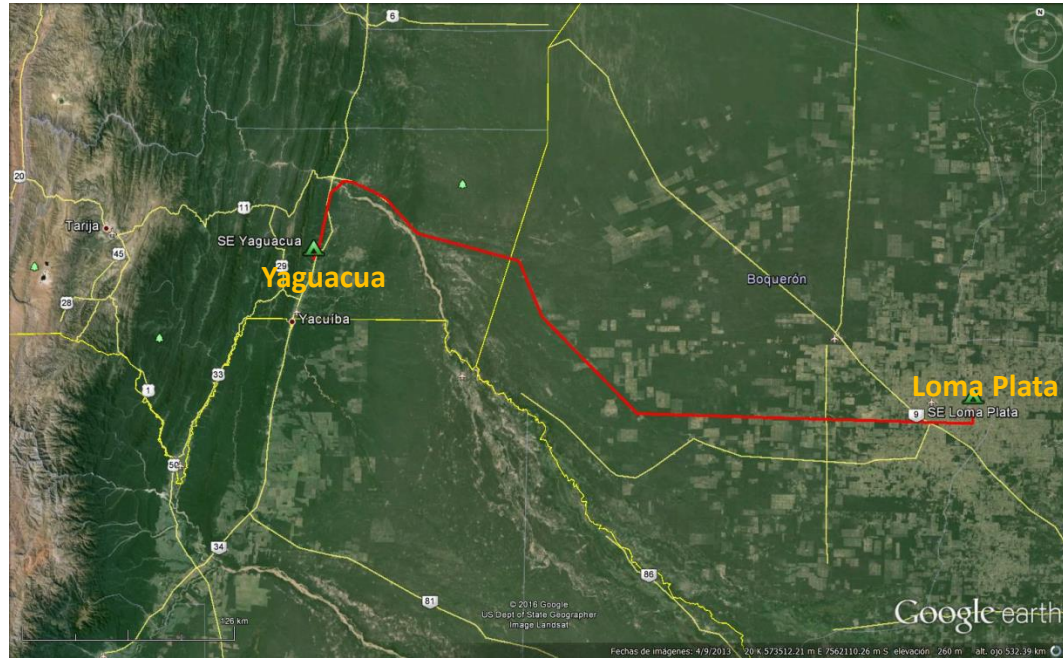 6
N
20
11
Tarija
SE Yaguacua
45
29
Yaguacua
Boquerón
28
Yacuiba
33
1
Loma Plata
9
SE Loma Plata
50
34
86
81
© 2016 Google
US Dept of State Geographer
Image Landsat
126 km
Google earth
Fechas de imágenes: 4/9/2013 20 K 573512.21 m E 7562110.26 m S elevación 260 m alt. ojo 532.39 km